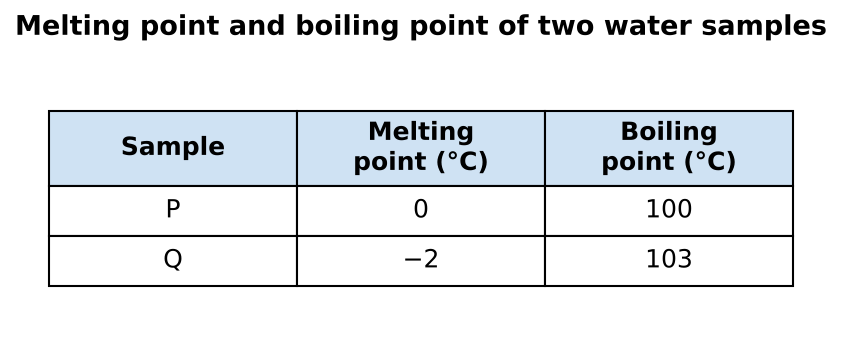 Melting point and boiling point of two water samples
Sample
Melting
point (°C)
Boiling
point (°C)
P 0 100
Q −2 103